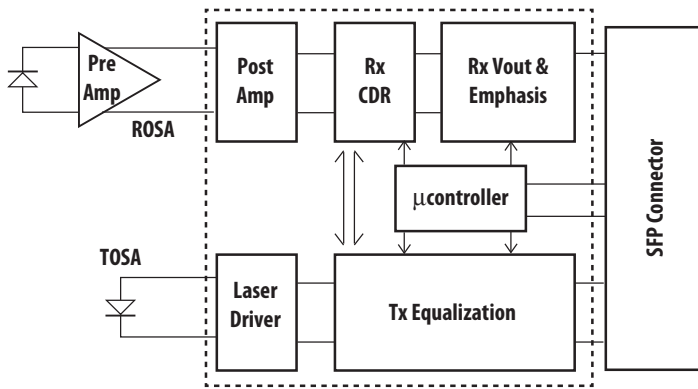 Pre
Amp
ROSA
Post
Amp
Rx
CDR
Rx Vout &
Emphasis
μcontroller
SFP Connector
TOSA
Laser
Driver
Tx Equalization